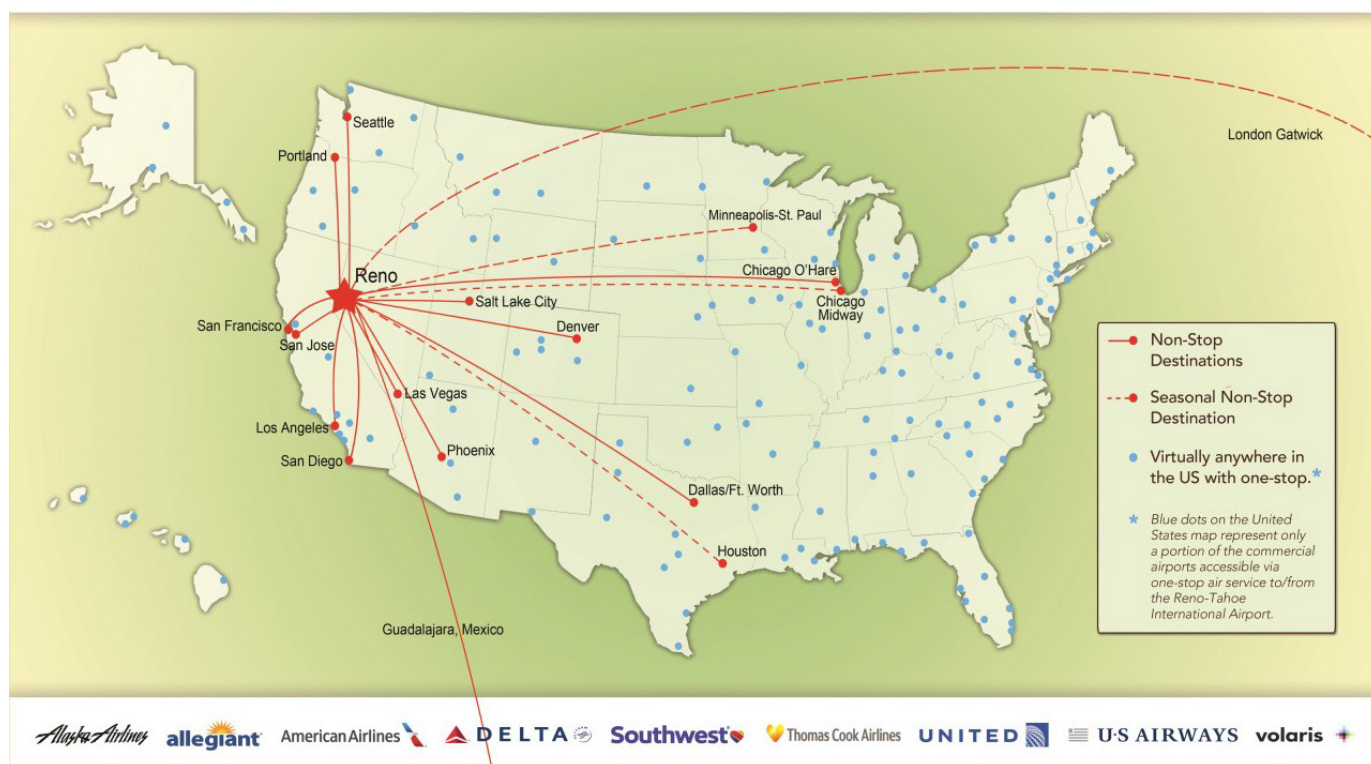 London Gatwick
Seattle
Portland
Minneapolis-St. Paul
Reno
Chicago O'Hare
Salt Lake City
Chicago
Midway
San Francisco
San Jose
Denver
Las Vegas
Los Angeles
San Diego
Phoenix
Dallas/Ft. Worth
Houston
Guadalajara, Mexico
Non-Stop
Destinations
Seasonal Non-Stop
Destination
Virtually anywhere in
the US with one-stop.*
* Blue dots on the United
States map represent only
a portion of the commercial
airports accessible via
one-stop air service to/from
the Reno-Tahoe
International Airport.
Alaska Airlines
allegiant
American Airlines
DELTA
Southwest
Thomas Cook Airlines
UNITED
U·S AIRWAYS
volaris